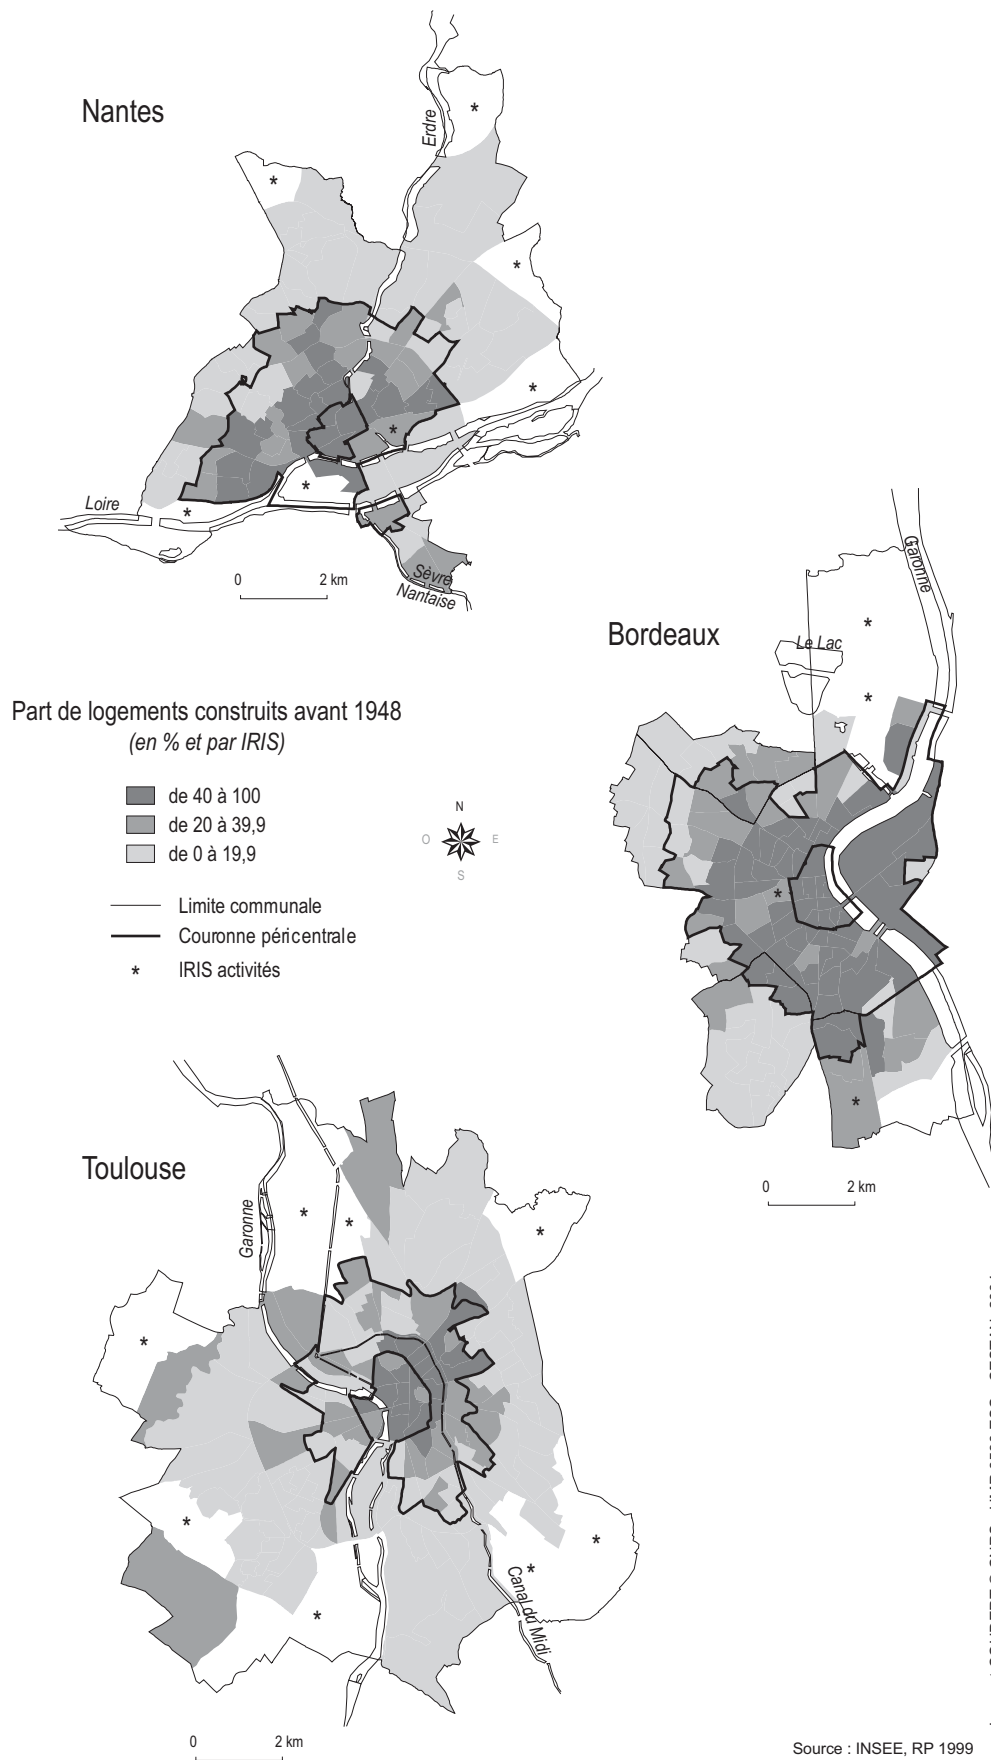 Nantes
Erdre
*
*
*
*
*
*
*
Loire
Sèvre
Nantaise
0 2 km
Garonne
Bordeaux
Le Lac
*
*
*
*
0 2 km
Part de logements construits avant 1948
(en % et par IRIS)
de 40 à 100
de 20 à 39,9
de 0 à 19,9
Limite communale
Couronne péricentrale
* IRIS activités
N
O E
S
Toulouse
Garonne
*
*
*
*
*
*
*
*
Canal du Midi
0 2 km
Source : INSEE, RP 1999